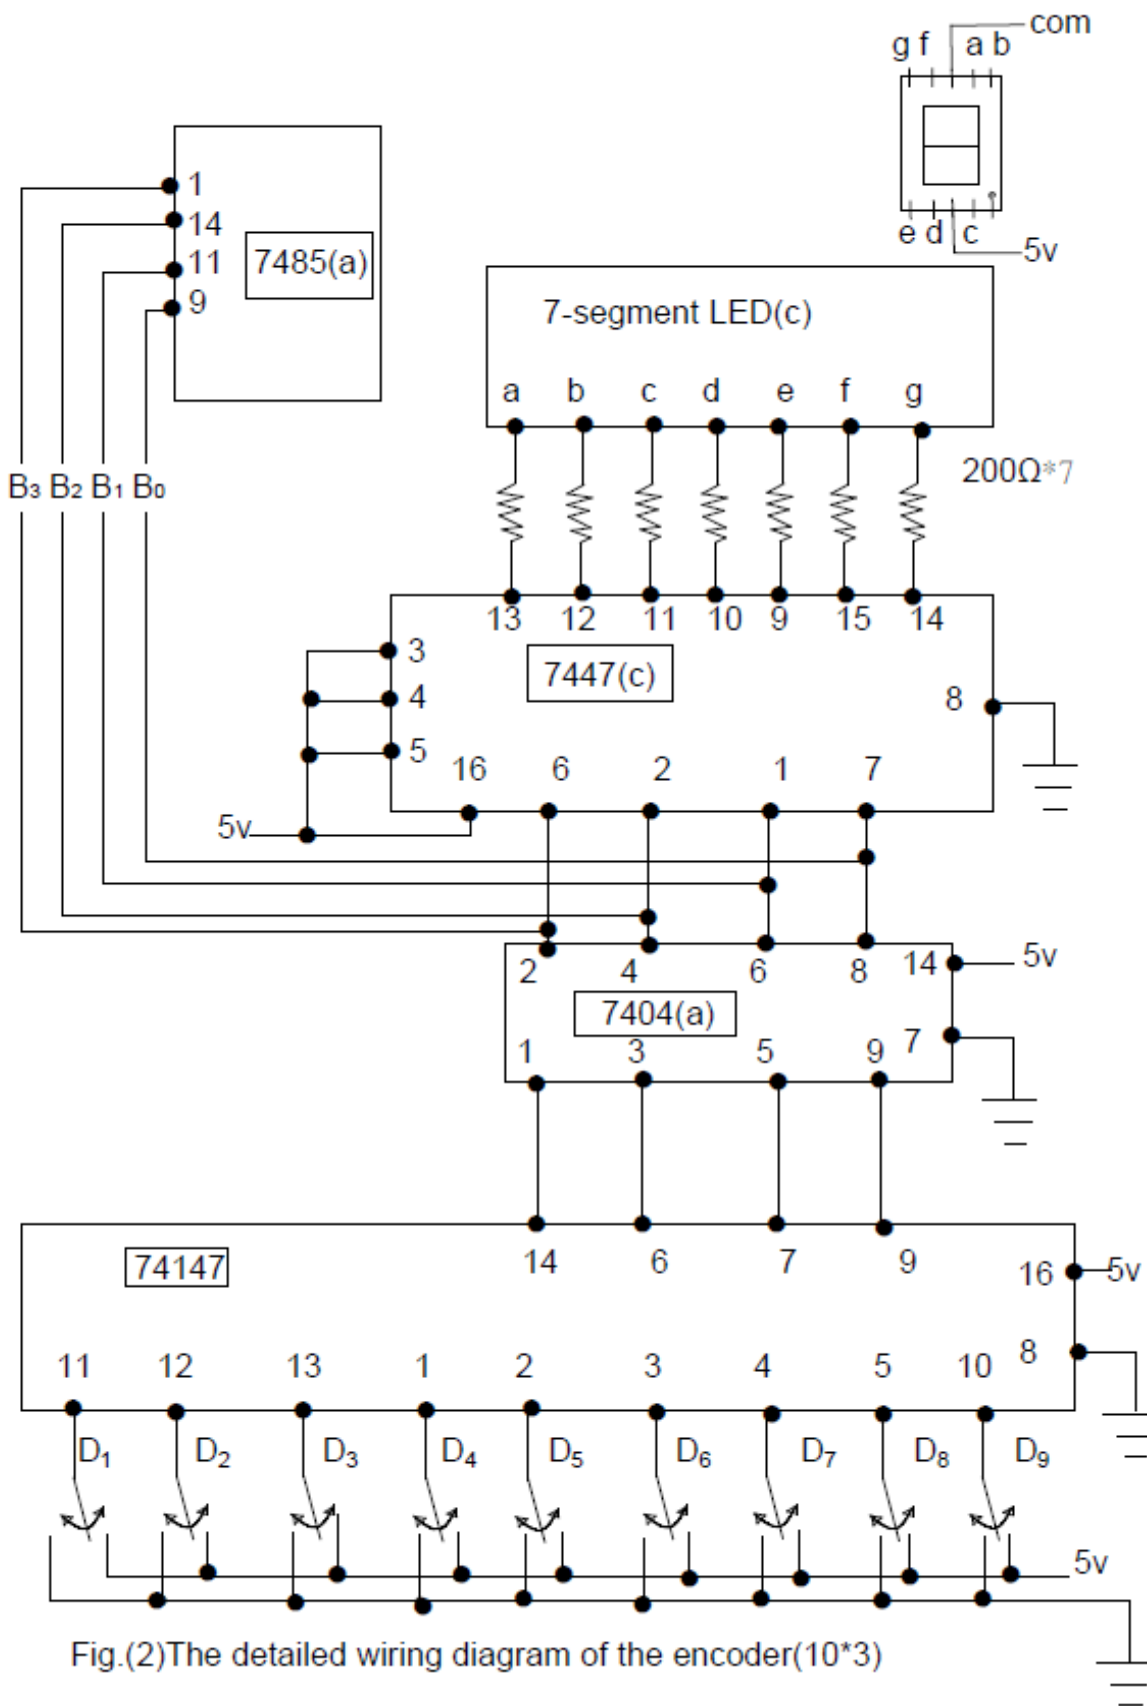 com
g f a b
1
14
7485(a)
11
9
e d c
5v
7-segment LED(c)
a b c d e f g
200Ω*7
B₃ B₂ B₁ B₀
13 12 11 10 9 15 14
3
7447(c)
4
8
5
16 6 2 1 7
5v
2 4 6 8 14 5v
7404(a)
1 3 5 9 7
14 6 7 9
74147
16 5v
11 12 13 1 2 3 4 5 10 8
D₁ D₂ D₃ D₄ D₅ D₆ D₇ D₈ D₉
5v
Fig.(2)The detailed wiring diagram of the encoder(10*3)